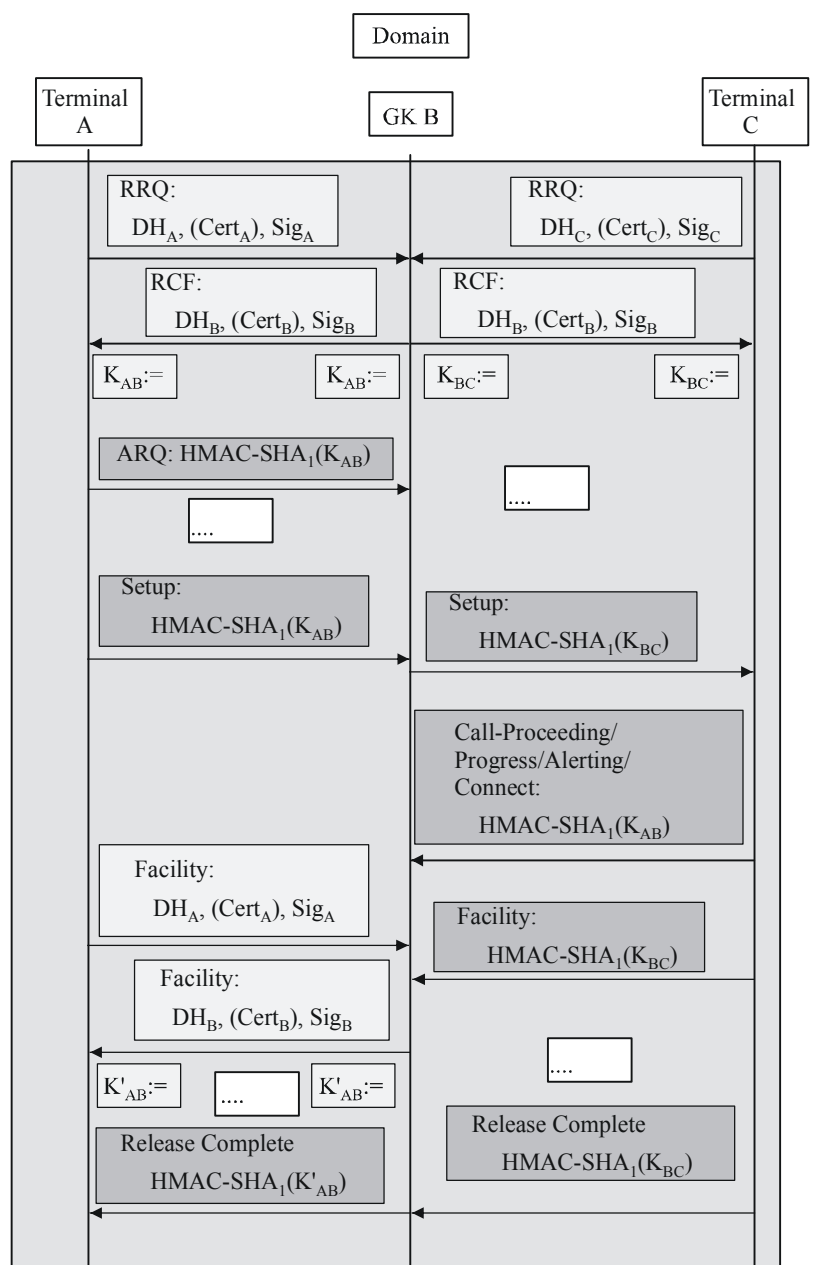 Domain
Terminal
A
GK B
Terminal
C
RRQ:
DH_A, (Cert_A), Sig_A
RRQ:
DH_C, (Cert_C), Sig_C
RCF:
DH_B, (Cert_B), Sig_B
RCF:
DH_B, (Cert_B), Sig_B
K_AB:=
K_AB:=
K_BC:=
K_BC:=
ARQ: HMAC-SHA_1(K_AB)
....
....
Setup:
HMAC-SHA_1(K_AB)
Setup:
HMAC-SHA_1(K_BC)
Call-Proceeding/
Progress/Alerting/
Connect:
HMAC-SHA_1(K_AB)
Facility:
DH_A, (Cert_A), Sig_A
Facility:
HMAC-SHA_1(K_BC)
Facility:
DH_B, (Cert_B), Sig_B
....
K'_AB:=
....
K'_AB:=
Release Complete
HMAC-SHA_1(K'_AB)
Release Complete
HMAC-SHA_1(K_BC)